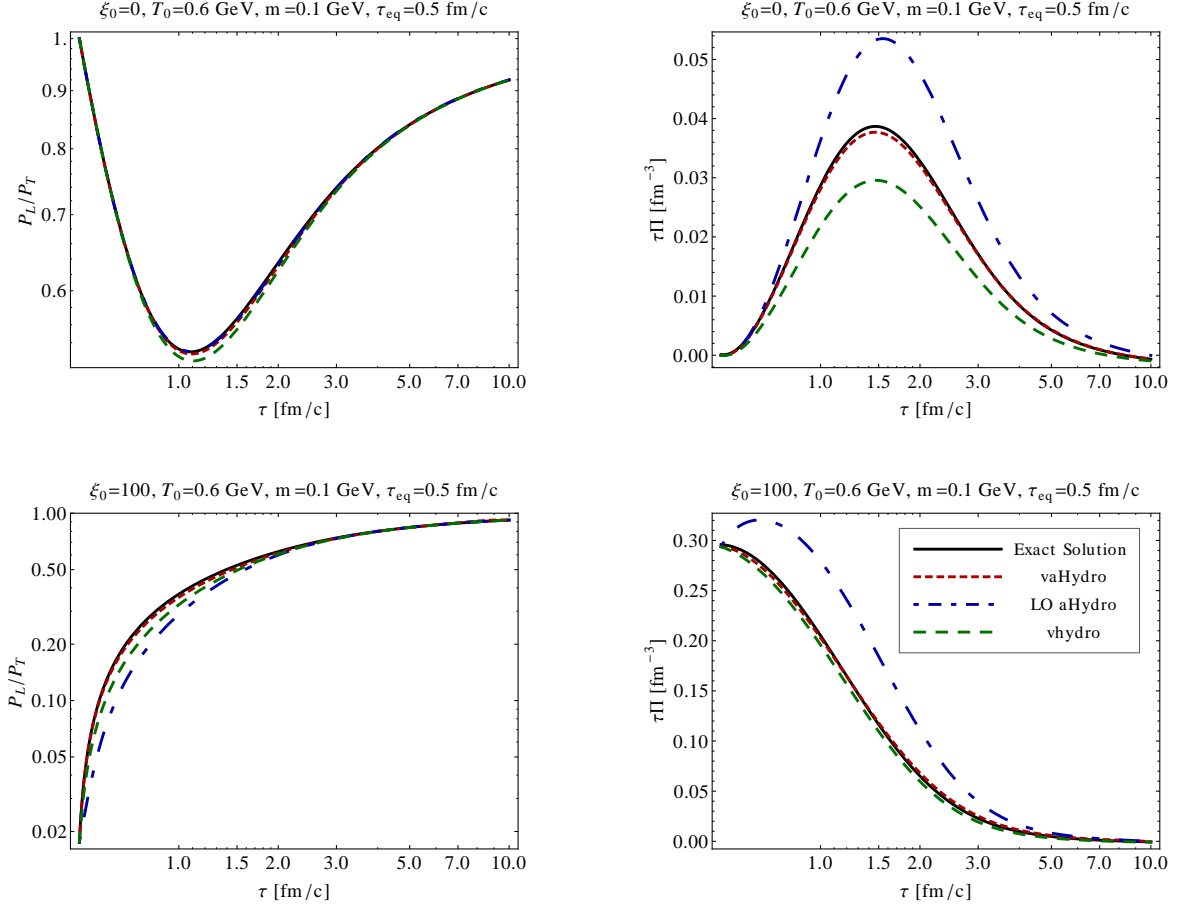 ξ0=0, T0=0.6 GeV, m=0.1 GeV, τeq=0.5 fm/c
1.
0.9
0.8
0.7
0.6
PL/PT
1.0 1.5 2.0 3.0 5.0 7.0 10.0
τ [fm/c]
ξ0=0, T0=0.6 GeV, m=0.1 GeV, τeq=0.5 fm/c
0.05
0.04
0.03
0.02
0.01
0.00
τΠ [fm−3]
1.0 1.5 2.0 3.0 5.0 7.0 10.0
τ [fm/c]
ξ0=100, T0=0.6 GeV, m=0.1 GeV, τeq=0.5 fm/c
1.00
0.50
0.20
0.10
0.05
0.02
PL/PT
1.0 1.5 2.0 3.0 5.0 7.0 10.0
τ [fm/c]
ξ0=100, T0=0.6 GeV, m=0.1 GeV, τeq=0.5 fm/c
0.30
0.25
0.20
0.15
0.10
0.05
0.00
τΠ [fm−3]
Exact Solution
vaHydro
LO aHydro
vhydro
1.0 1.5 2.0 3.0 5.0 7.0 10.0
τ [fm/c]